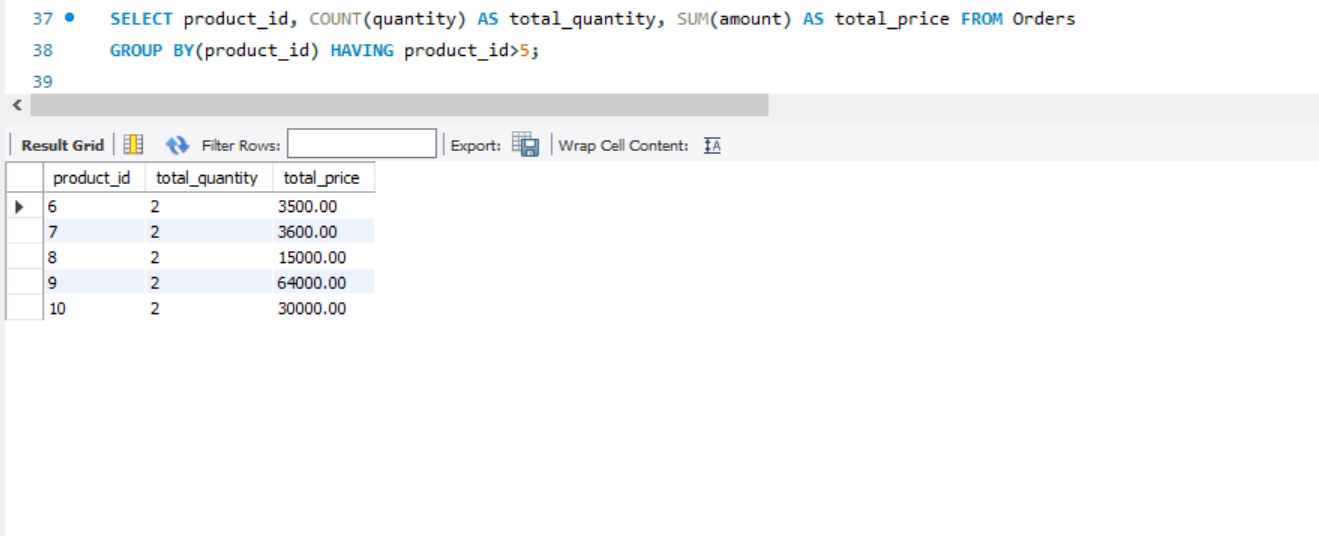 37 SELECT product_id, COUNT(quantity) AS total_quantity, SUM(amount) AS total_price FROM Orders
38 GROUP BY(product_id) HAVING product_id>5;
39
Result Grid Filter Rows: Export: Wrap Cell Content: IA
product_id total_quantity total_price
6 2 3500.00
7 2 3600.00
8 2 15000.00
9 2 64000.00
10 2 30000.00